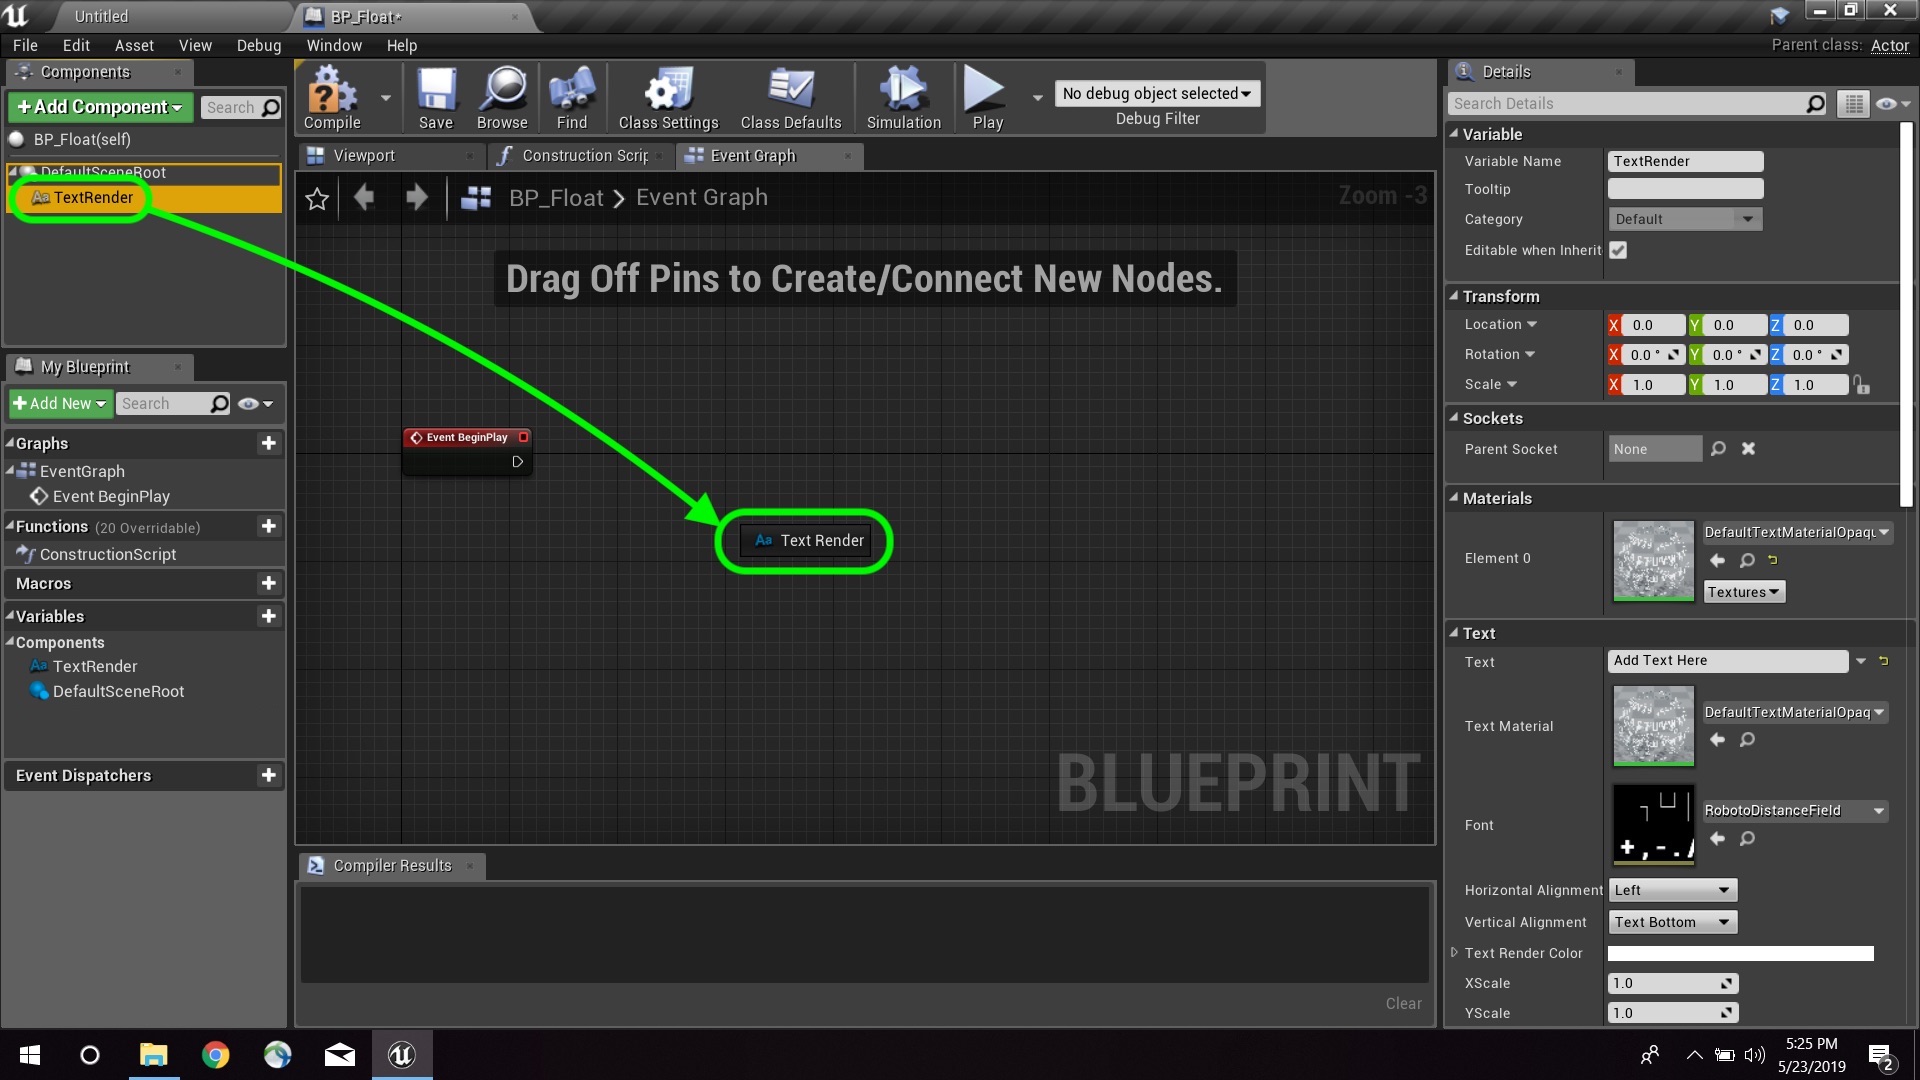 Untitled
BP_Float*
File Edit Asset View Debug Window Help
Parent class: Actor
Components
+Add Component
Search
BP_Float(self)
DefaultSceneRoot
TextRender
Compile
Save
Browse
Find
Class Settings
Class Defaults
Simulation
Play
No debug object selected
Debug Filter
Viewport
Construction Scrip
Event Graph
BP_Float > Event Graph
Zoom -3
Drag Off Pins to Create/Connect New Nodes.
Event BeginPlay
Aa Text Render
BLUEPRINT
My Blueprint
+Add New
Search
Graphs
EventGraph
Event BeginPlay
Functions (20 Overridable)
ConstructionScript
Macros
Variables
Components
Aa TextRender
DefaultSceneRoot
Event Dispatchers
Compiler Results
Clear
Details
Search Details
Variable
Variable Name TextRender
Tooltip
Category Default
Editable when Inherit
Transform
Location X 0.0 Y 0.0 Z 0.0
Rotation X 0.0 ° Y 0.0 ° Z 0.0 °
Scale X 1.0 Y 1.0 Z 1.0
Sockets
Parent Socket None
Materials
Element 0
DefaultTextMaterialOpaqu
Textures
Text
Text Add Text Here
Text Material
DefaultTextMaterialOpaq
Font
RobotoDistanceField
Horizontal Alignment Left
Vertical Alignment Text Bottom
Text Render Color
XScale 1.0
YScale 1.0
5:25 PM
5/23/2019
2